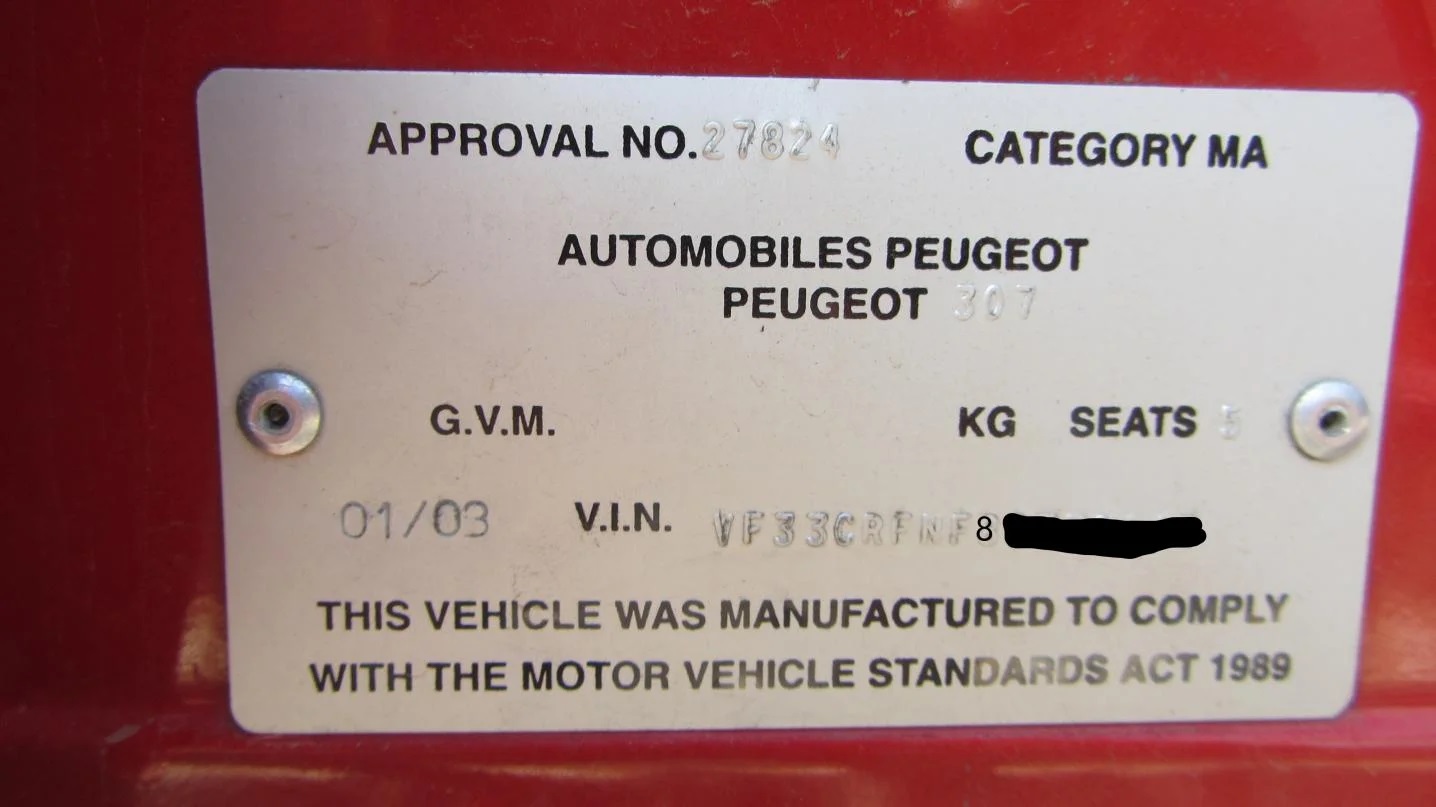 APPROVAL NO. 27824 CATEGORY MA
AUTOMOBILES PEUGEOT
PEUGEOT 307
G.V.M. KG SEATS 5
01/03 V.I.N. VF33CRFNF8
THIS VEHICLE WAS MANUFACTURED TO COMPLY
WITH THE MOTOR VEHICLE STANDARDS ACT 1989